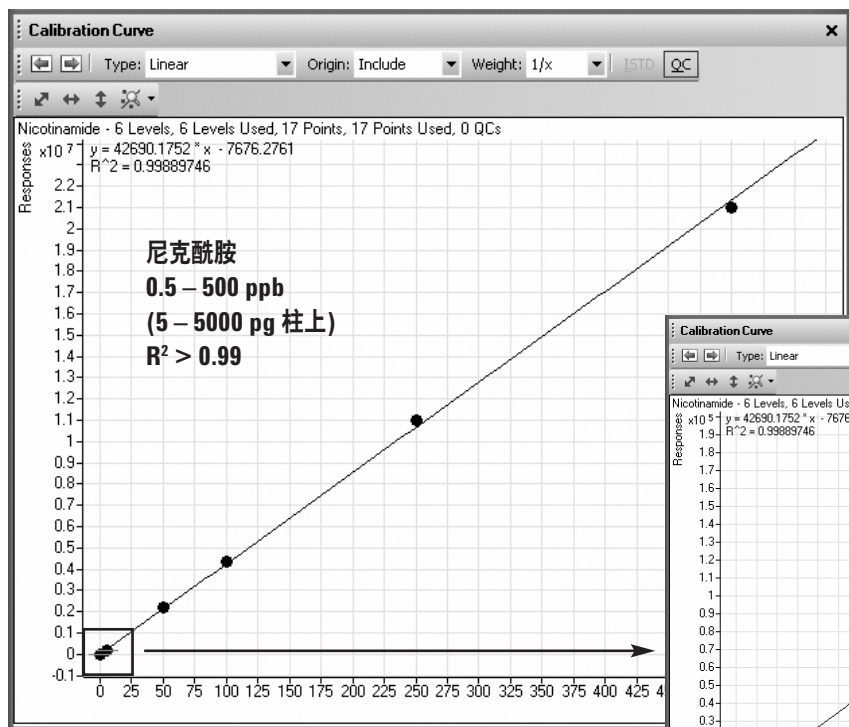 Calibration Curve
Type: Linear Origin: Include Weight: 1/x ISTD QC
Nicotinamide - 6 Levels, 6 Levels Used, 17 Points, 17 Points Used, 0 QCs
x10 7 y = 42690.1752 * x - 7676.2761
R^2 = 0.99889746
Responses
2.2
2.1
2
1.9
1.8
1.7
1.6
1.5
1.4
1.3
1.2
1.1
1
0.9
0.8
0.7
0.6
0.5
0.4
0.3
0.2
0.1
0
-0.1
尼克酰胺
0.5 – 500 ppb
(5 – 5000 pg 柱上)
R² > 0.99
0 25 50 75 100 125 150 175 200 225 250 275 300 325 350 375 400 425
Calibration Curve
Type: Linear
Nicotinamide - 6 Levels, 6 Levels Us
x10 5 y = 42690.1752 * x - 7676
R^2 = 0.99889746
Responses
1.9
1.8
1.7
1.6
1.5
1.4
1.3
1.2
1.1
1
0.9
0.8
0.7
0.6
0.5
0.4
0.3